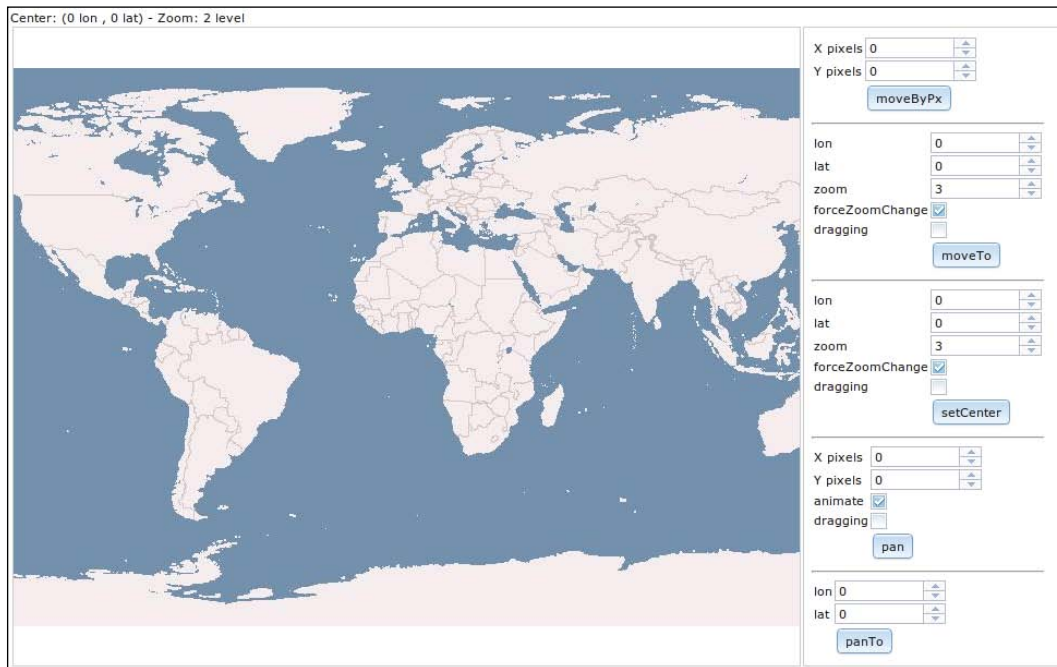 Center: (0 lon , 0 lat) - Zoom: 2 level
X pixels 0
Y pixels 0
moveByPx
lon 0
lat 0
zoom 3
forceZoomChange
dragging
moveTo
lon 0
lat 0
zoom 3
forceZoomChange
dragging
setCenter
X pixels 0
Y pixels 0
animate
dragging
pan
lon 0
lat 0
panTo